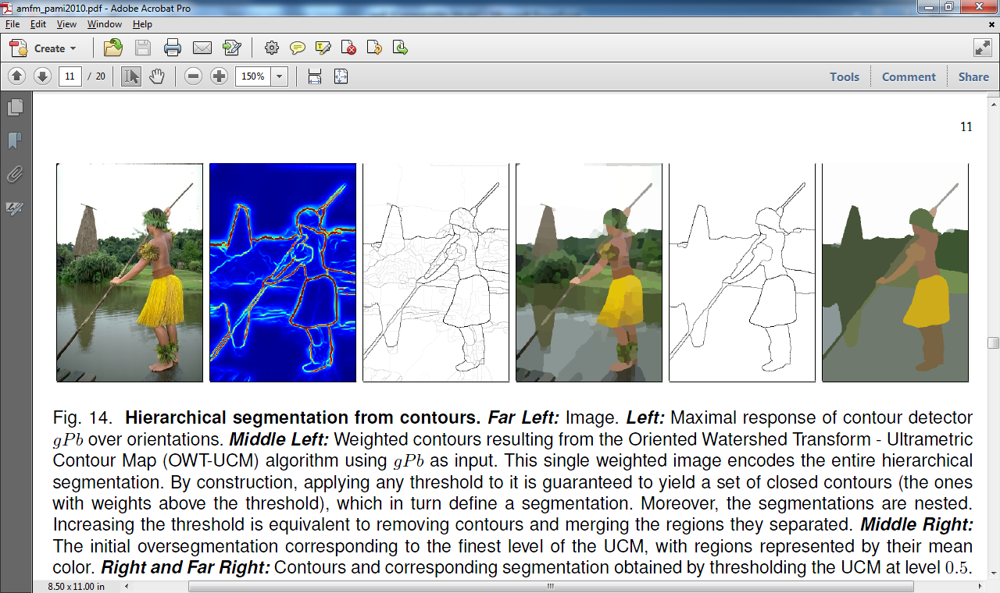 amfm_pami2010.pdf - Adobe Acrobat Pro
File Edit View Window Help
Create
11 / 20 150% Tools Comment Share
11
Fig. 14. Hierarchical segmentation from contours. Far Left: Image. Left: Maximal response of contour detector
gPb over orientations. Middle Left: Weighted contours resulting from the Oriented Watershed Transform - Ultrametric
Contour Map (OWT-UCM) algorithm using gPb as input. This single weighted image encodes the entire hierarchical
segmentation. By construction, applying any threshold to it is guaranteed to yield a set of closed contours (the ones
with weights above the threshold), which in turn define a segmentation. Moreover, the segmentations are nested.
Increasing the threshold is equivalent to removing contours and merging the regions they separated. Middle Right:
The initial oversegmentation corresponding to the finest level of the UCM, with regions represented by their mean
color. Right and Far Right: Contours and corresponding segmentation obtained by thresholding the UCM at level 0.5.
8.50 x 11.00 in